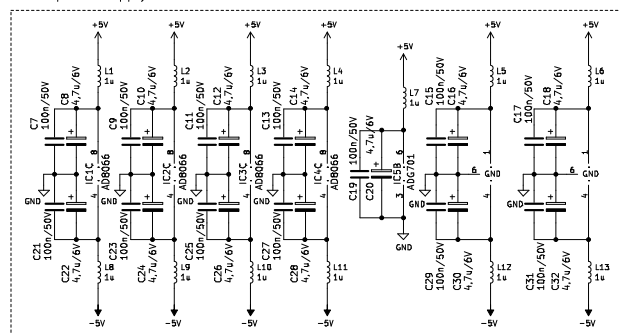 +5V
+5V
+5V
+5V
+5V
+5V
+5V
L1
1u
L2
1u
L3
1u
L4
1u
L7
1u
L5
1u
L6
1u
C7
100n/50V
C8
4,7u/6V
C9
100n/50V
C10
4,7u/6V
C11
100n/50V
C12
4,7u/6V
C13
100n/50V
C14
4,7u/6V
C19
100n/50V
C20
4,7u/6V
C15
100n/50V
C16
4,7u/6V
C17
100n/50V
C18
4,7u/6V
+
+
+
+
+
+
+
8
8
8
8
6
1
1
IC1C
AD8066
IC2C
AD8066
IC3C
AD8066
IC4C
AD8066
IC5B
ADG701
6
GND
6
GND
4
4
4
4
3
4
4
GND
GND
GND
GND
GND
GND
GND
+
+
+
+
+
+
C21
100n/50V
C22
4,7u/6V
C23
100n/50V
C24
4,7u/6V
C25
100n/50V
C26
4,7u/6V
C27
100n/50V
C28
4,7u/6V
C29
100n/50V
C30
4,7u/6V
C31
100n/50V
C32
4,7u/6V
L8
1u
L9
1u
L10
1u
L11
1u
L12
1u
L13
1u
-5V
-5V
-5V
-5V
-5V
-5V